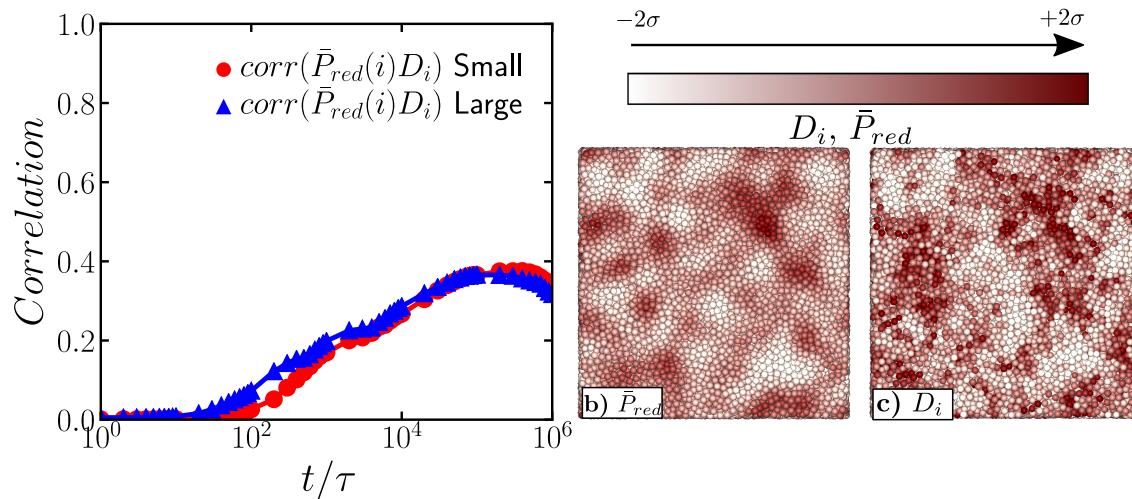 1.0
0.8
0.6
0.4
0.2
0.0
Correlation
corr(P̄_red(i)D_i) Small
corr(P̄_red(i)D_i) Large
10^0
10^2
10^4
10^6
t/τ
−2σ
+2σ
D_i, P̄_red
b) P̄_red
c) D_i